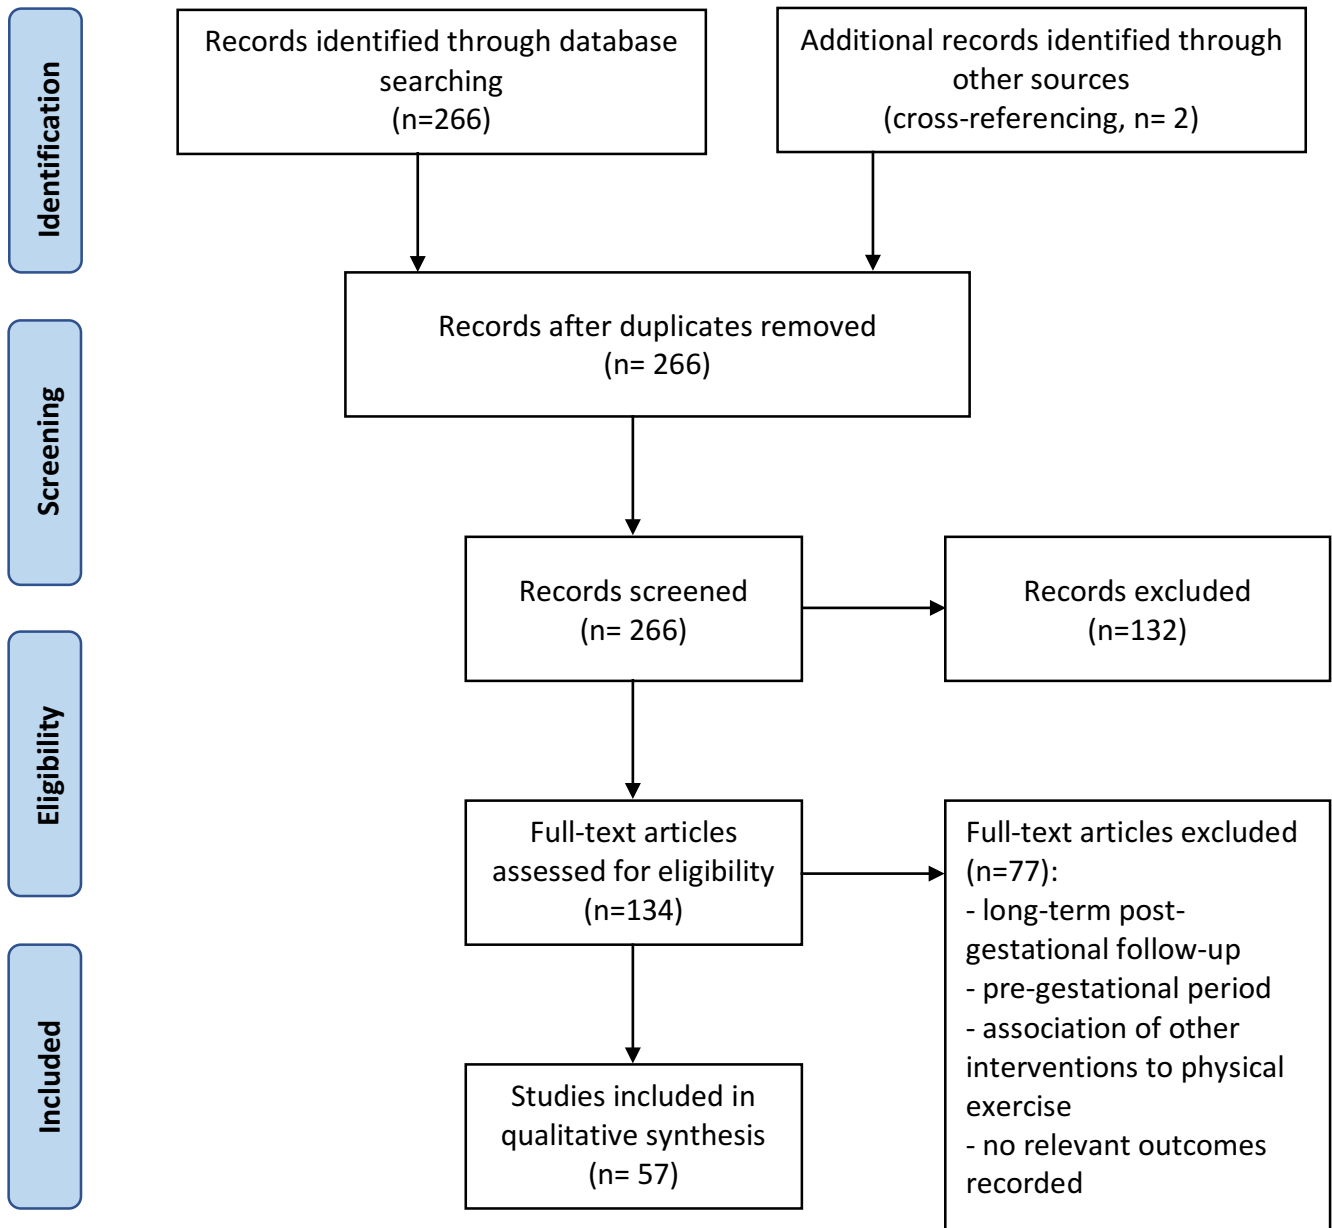 Identification
Records identified through database
searching
(n=266)
Additional records identified through
other sources
(cross-referencing, n= 2)
Records after duplicates removed
(n= 266)
Screening
Records screened
(n= 266)
Records excluded
(n=132)
Eligibility
Full-text articles
assessed for eligibility
(n=134)
Full-text articles excluded
(n=77):
- long-term post-
gestational follow-up
- pre-gestational period
- association of other
interventions to physical
exercise
- no relevant outcomes
recorded
Included
Studies included in
qualitative synthesis
(n= 57)